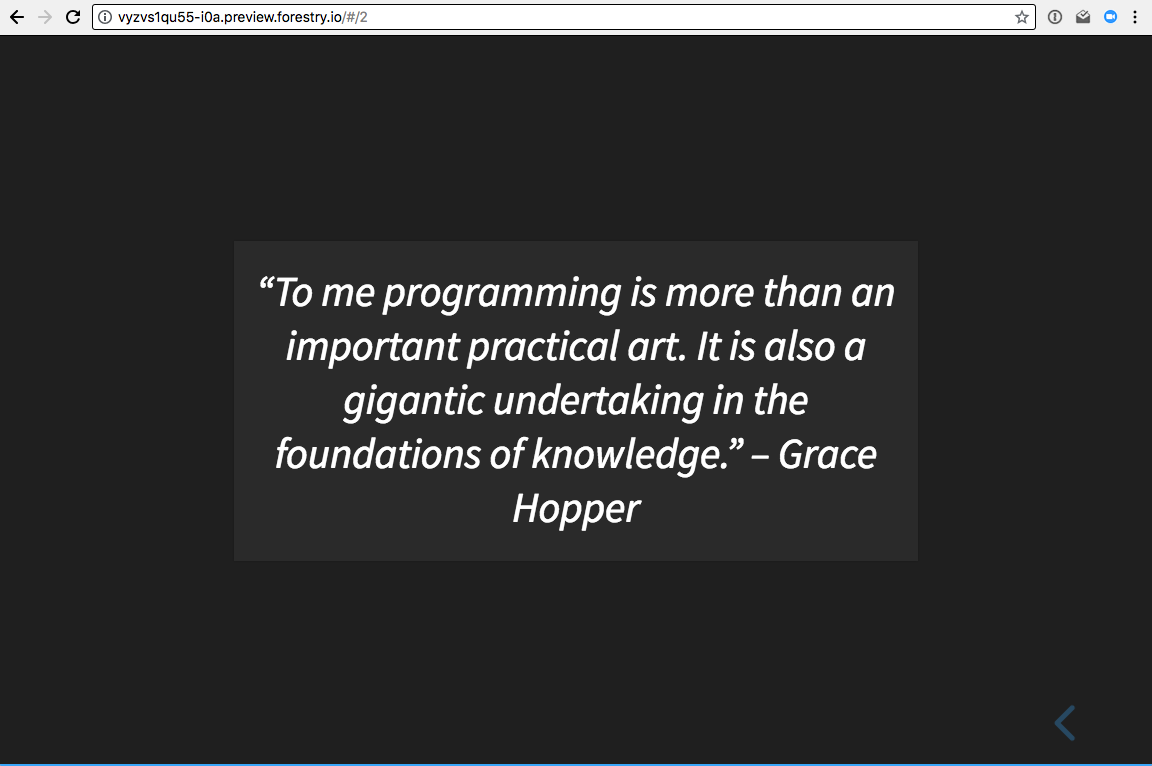 vyzvs1qu55-i0a.preview.forestry.io/#/2
“To me programming is more than an
important practical art. It is also a
gigantic undertaking in the
foundations of knowledge.” – Grace
Hopper